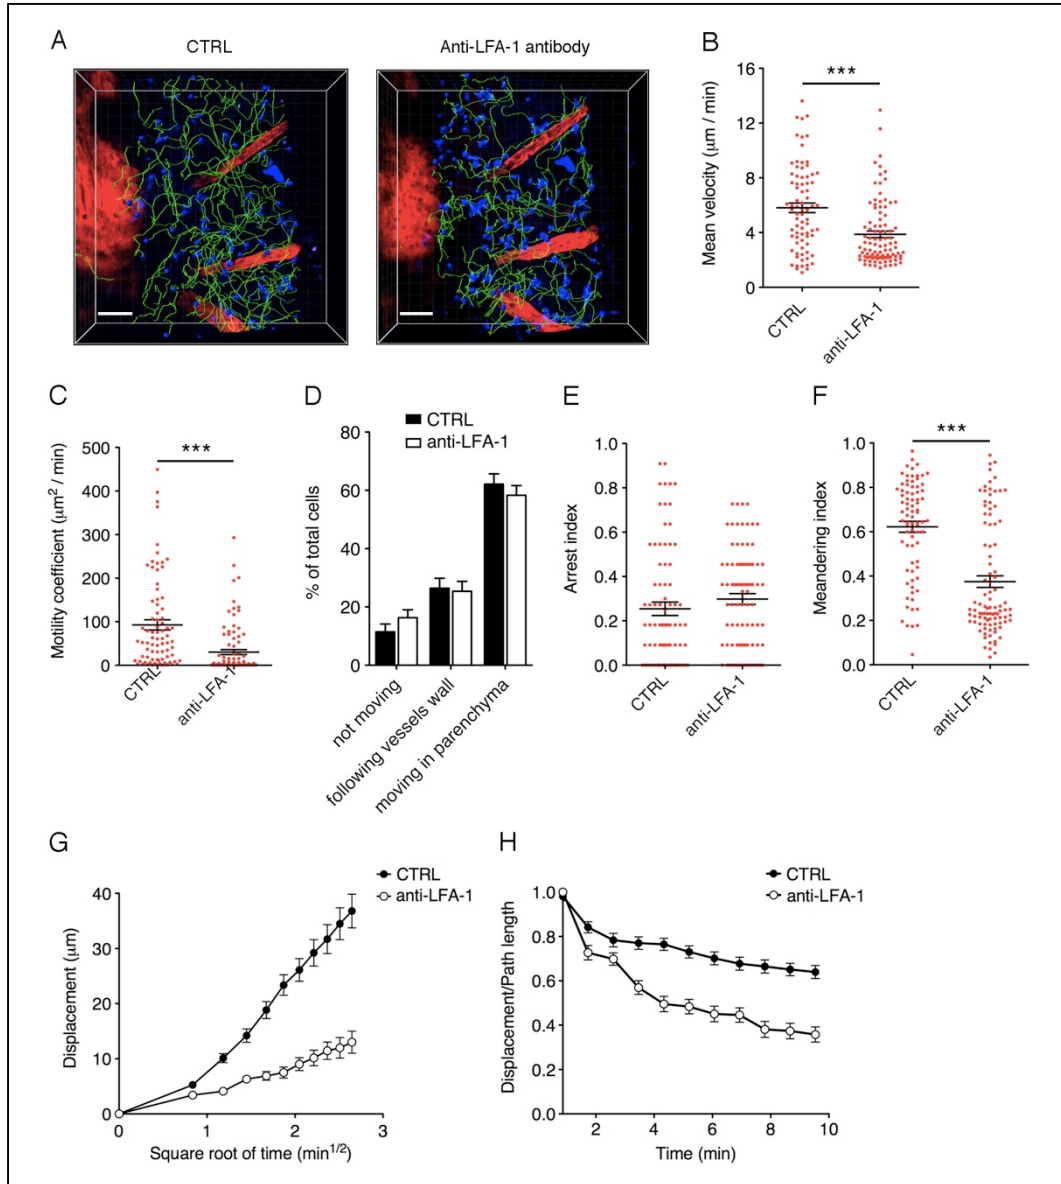 A
CTRL
Anti-LFA-1 antibody
B
Mean velocity (μm / min)
16
12
8
4
0
***
CTRL
anti-LFA-1
C
Motility coefficient (μm² / min)
500
400
300
200
100
0
***
CTRL
anti-LFA-1
D
CTRL
anti-LFA-1
% of total cells
80
60
40
20
0
not moving
following vessels wall
moving in parenchyma
E
Arrest index
1.0
0.8
0.6
0.4
0.2
0.0
CTRL
anti-LFA-1
F
Meandering index
1.0
0.8
0.6
0.4
0.2
0.0
***
CTRL
anti-LFA-1
G
CTRL
anti-LFA-1
Displacement (μm)
40
30
20
10
0
0 1 2 3
Square root of time (min^1/2)
H
CTRL
anti-LFA-1
Displacement/Path length
1.0
0.8
0.6
0.4
0.2
0.0
2 4 6 8 10
Time (min)